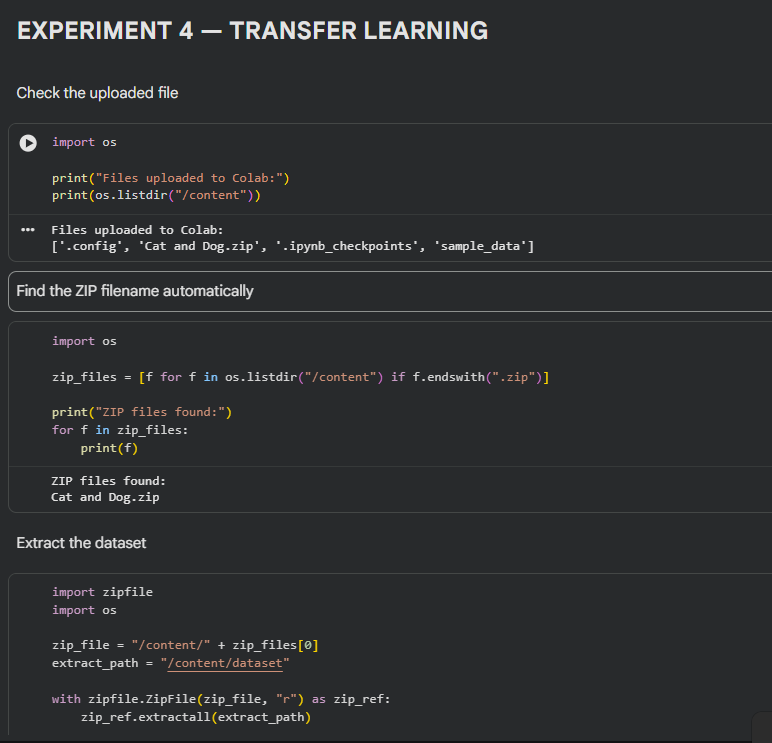 EXPERIMENT 4 — TRANSFER LEARNING
Check the uploaded file
import os
print("Files uploaded to Colab:")
print(os.listdir("/content"))
Files uploaded to Colab:
['.config', 'Cat and Dog.zip', '.ipynb_checkpoints', 'sample_data']
Find the ZIP filename automatically
import os
zip_files = [f for f in os.listdir("/content") if f.endswith(".zip")]
print("ZIP files found:")
for f in zip_files:
    print(f)
ZIP files found:
Cat and Dog.zip
Extract the dataset
import zipfile
import os
zip_file = "/content/" + zip_files[0]
extract_path = "/content/dataset"
with zipfile.ZipFile(zip_file, "r") as zip_ref:
    zip_ref.extractall(extract_path)